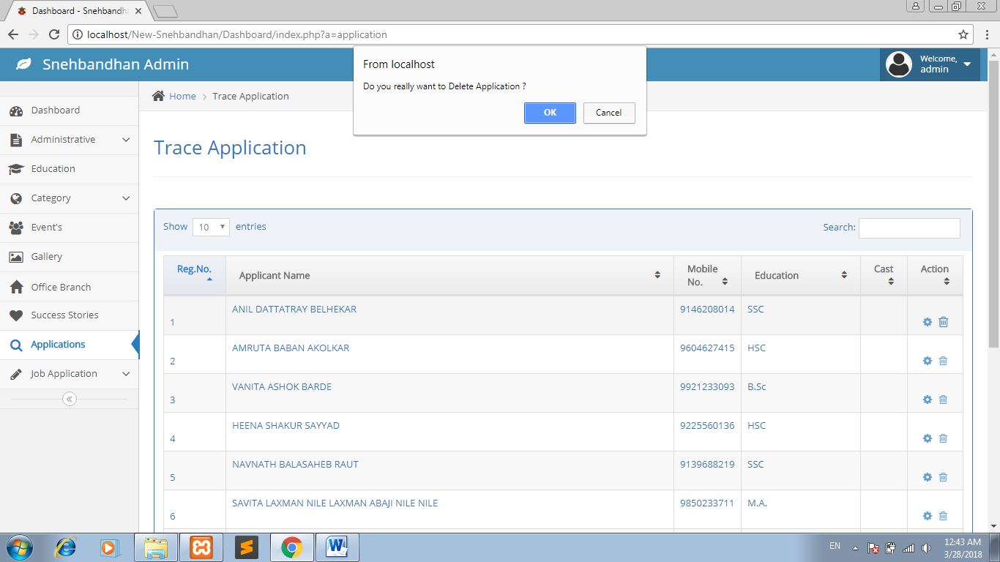 Dashboard - Snehbandh
localhost/New-Snehbandhan/Dashboard/index.php?a=application
Snehbandhan Admin
Welcome,
admin
From localhost
Do you really want to Delete Application ?
OK
Cancel
Home
Trace Application
Dashboard
Administrative
Education
Category
Event's
Gallery
Office Branch
Success Stories
Applications
Job Application
Trace Application
Show 10 entries
Search:
Reg.No. Applicant Name Mobile No. Education Cast Action
1 ANIL DATTATRAY BELHEKAR 9146208014 SSC
2 AMRUTA BABAN AKOLKAR 9604627415 HSC
3 VANITA ASHOK BARDE 9921233093 B.Sc
4 HEENA SHAKUR SAYYAD 9225560136 HSC
5 NAVNATH BALASAHEB RAUT 9139688219 SSC
6 SAVITA LAXMAN NILE LAXMAN ABAJI NILE NILE 9850233711 M.A.
EN
12:43 AM
3/28/2018